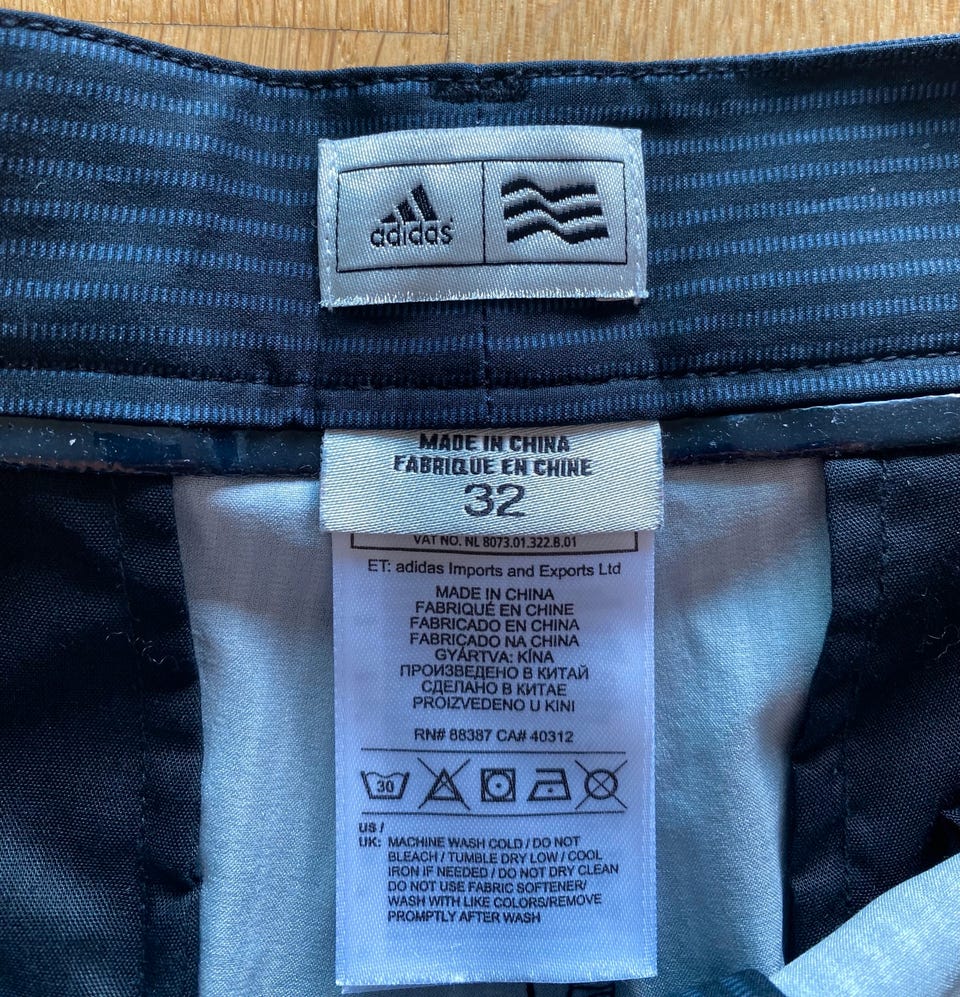 adidas
MADE IN CHINA
FABRIQUE EN CHINE
32
VAT NO. NL 8073.01.322.B.01
ET: adidas Imports and Exports Ltd
MADE IN CHINA
FABRIQUÉ EN CHINE
FABRICADO EN CHINA
FABRICADO NA CHINA
GYÁRTVA: KÍNA
ПРОИЗВЕДЕНО В КИТАЙ
СДЕЛАНО В КИТАЕ
PROIZVEDENO U KINI
RN# 88387 CA# 40312
30
US /
UK: MACHINE WASH COLD / DO NOT
BLEACH / TUMBLE DRY LOW / COOL
IRON IF NEEDED / DO NOT DRY CLEAN
DO NOT USE FABRIC SOFTENER/
WASH WITH LIKE COLORS/REMOVE
PROMPTLY AFTER WASH